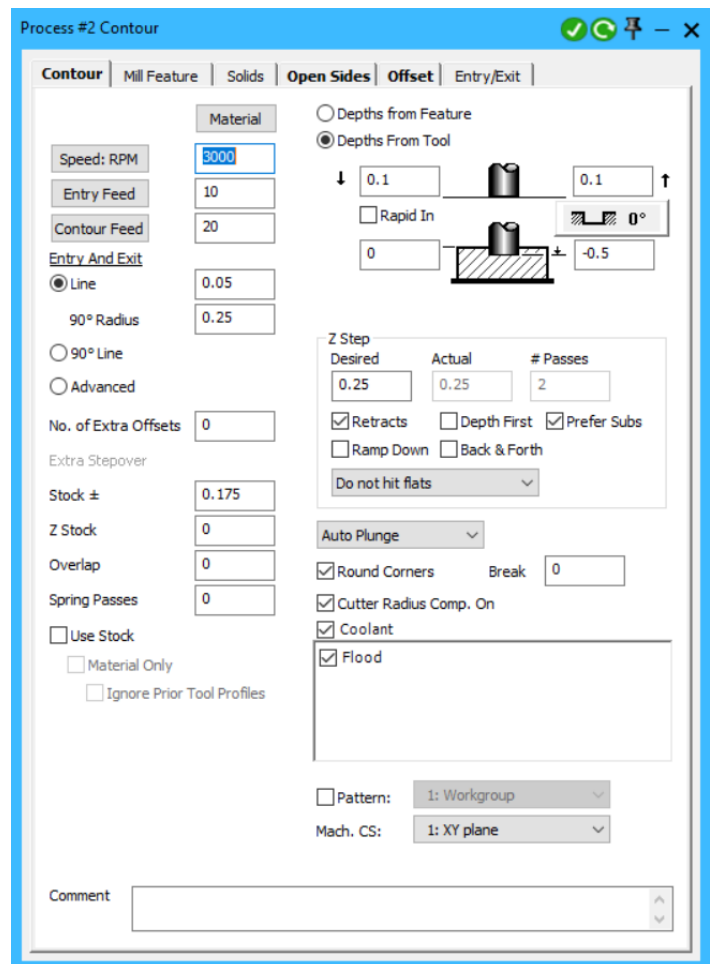 Process #2 Contour
Contour Mill Feature Solids Open Sides Offset Entry/Exit
Material
Speed: RPM 3000
Entry Feed 10
Contour Feed 20
Entry And Exit
Line 0.05
90° Radius 0.25
90° Line
Advanced
No. of Extra Offsets 0
Extra Stepover
Stock ± 0.175
Z Stock 0
Overlap 0
Spring Passes 0
Use Stock
Material Only
Ignore Prior Tool Profiles
Depths from Feature
Depths From Tool
0.1 0.1
Rapid In 0°
0 -0.5
Z Step
Desired Actual # Passes
0.25 0.25 2
Retracts Depth First Prefer Subs
Ramp Down Back & Forth
Do not hit flats
Auto Plunge
Round Corners Break 0
Cutter Radius Comp. On
Coolant
Flood
Pattern: 1: Workgroup
Mach. CS: 1: XY plane
Comment